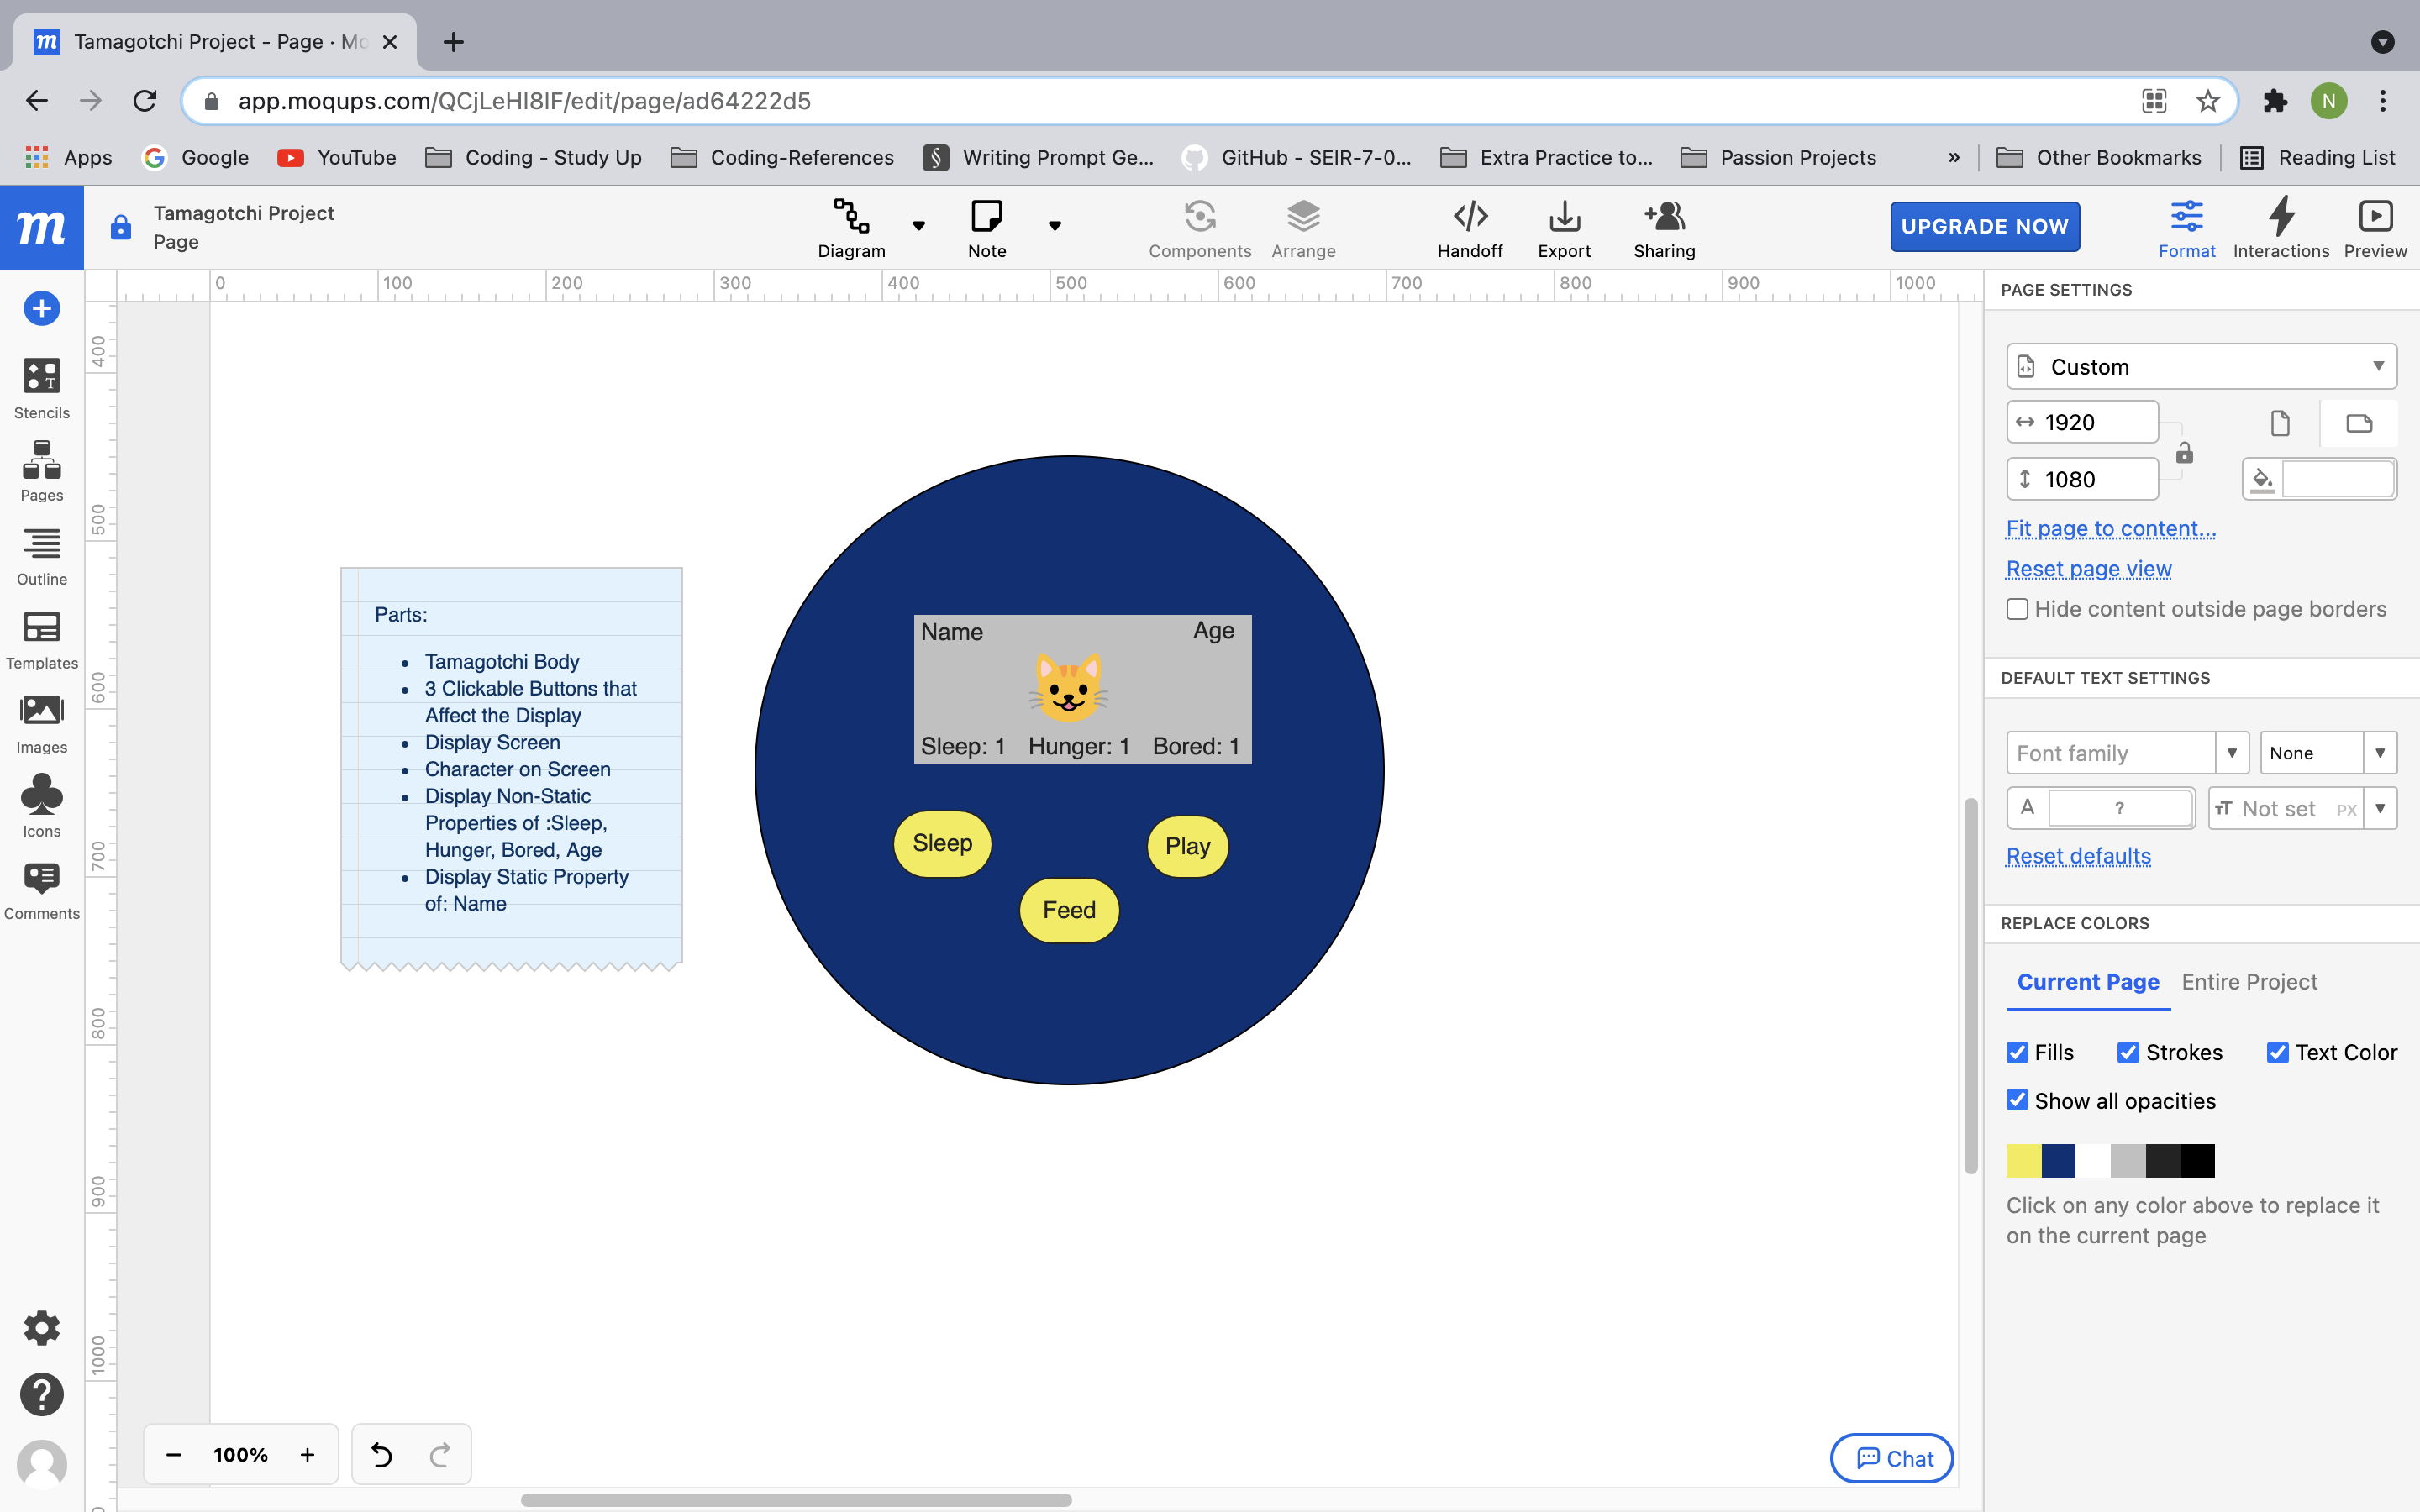 Tamagotchi Project - Page · Mo
app.moqups.com/QCjLeHI8lF/edit/page/ad64222d5
N
Apps
Google
YouTube
Coding - Study Up
Coding-References
Writing Prompt Ge...
GitHub - SEIR-7-0...
Extra Practice to...
Passion Projects
»
Other Bookmarks
Reading List
m
Tamagotchi Project
Page
Diagram
Note
Components
Arrange
Handoff
Export
Sharing
UPGRADE NOW
Format
Interactions
Preview
0 100 200 300 400 500 600 700 800 900 1000
400
500
600
700
800
900
1000
Stencils
Pages
Outline
Templates
Images
Icons
Comments
Parts:
• Tamagotchi Body
• 3 Clickable Buttons that
Affect the Display
• Display Screen
• Character on Screen
• Display Non-Static
Properties of :Sleep,
Hunger, Bored, Age
• Display Static Property
of: Name
Name
Age
Sleep: 1 Hunger: 1 Bored: 1
Sleep
Play
Feed
PAGE SETTINGS
Custom
1920
1080
Fit page to content...
Reset page view
Hide content outside page borders
DEFAULT TEXT SETTINGS
Font family
None
A
?
Not set
PX
Reset defaults
REPLACE COLORS
Current Page
Entire Project
Fills
Strokes
Text Color
Show all opacities
Click on any color above to replace it
on the current page
− 100% +
Chat